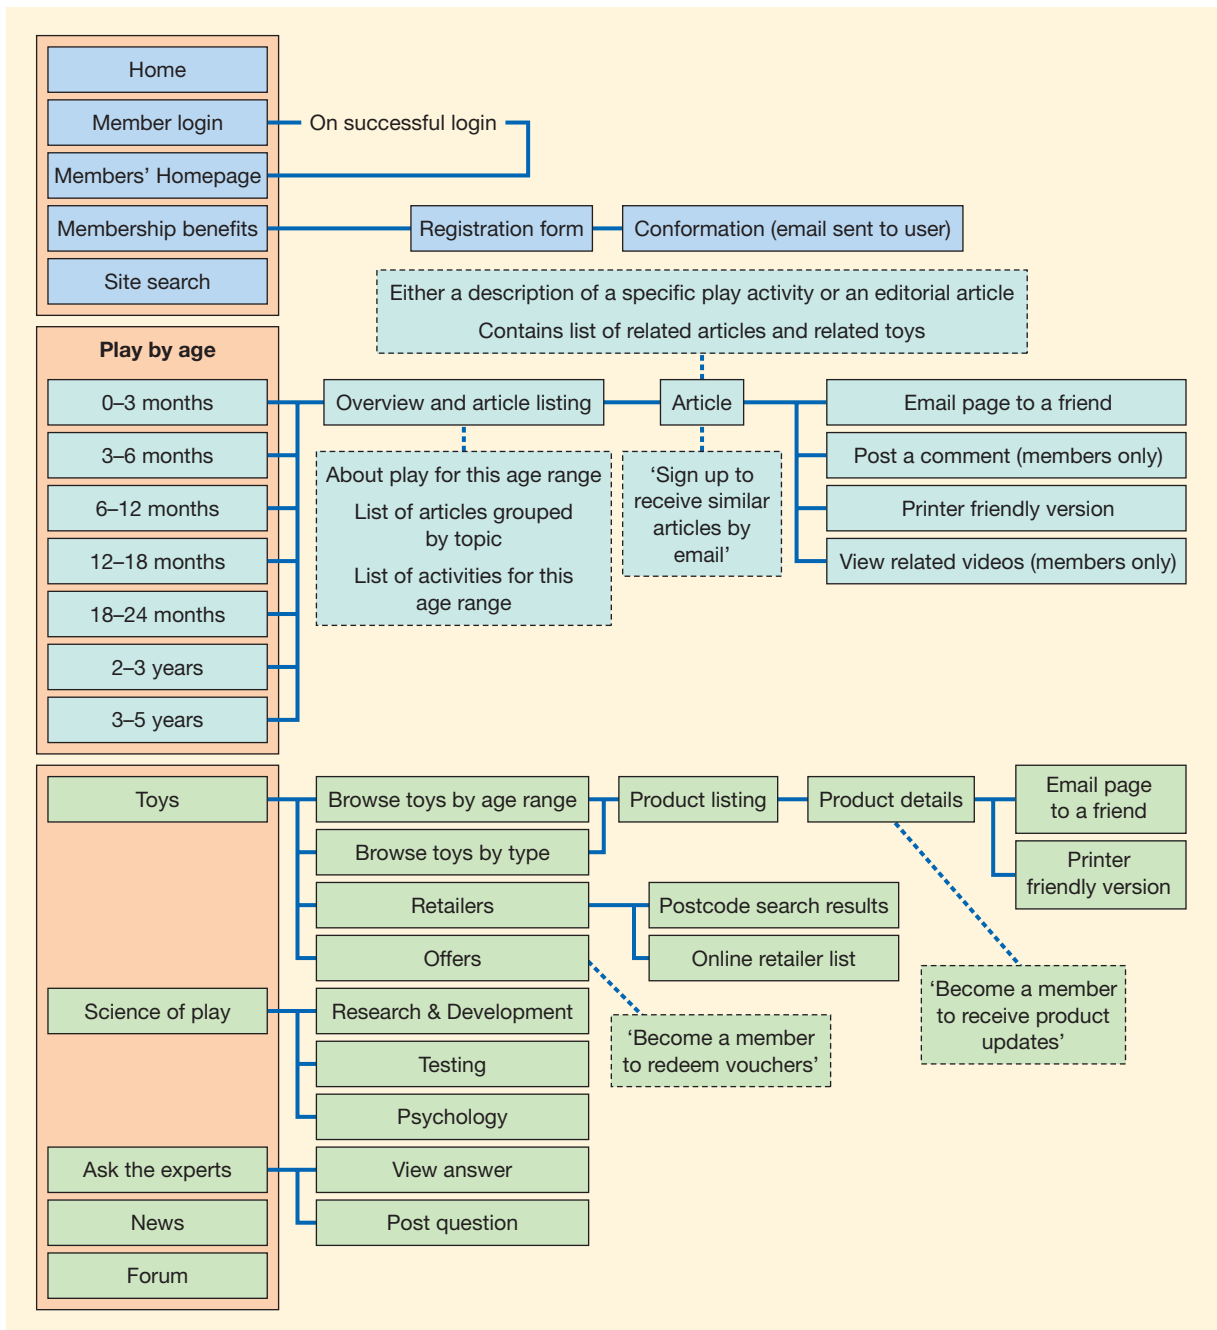 Home
Member login
On successful login
Members’ Homepage
Membership benefits
Registration form
Conformation (email sent to user)
Site search
Either a description of a specific play activity or an editorial article
Contains list of related articles and related toys
Play by age
0–3 months
Overview and article listing
Article
Email page to a friend
3–6 months
About play for this age range
List of articles grouped
by topic
List of activities for this
age range
‘Sign up to
receive similar
articles by
email’
Post a comment (members only)
6–12 months
Printer friendly version
12–18 months
View related videos (members only)
18–24 months
2–3 years
3–5 years
Toys
Browse toys by age range
Product listing
Product details
Email page
to a friend
Browse toys by type
Printer
friendly version
Retailers
Postcode search results
Offers
Online retailer list
‘Become a member
to receive product
updates’
Science of play
Research & Development
‘Become a member
to redeem vouchers’
Testing
Psychology
Ask the experts
View answer
News
Post question
Forum